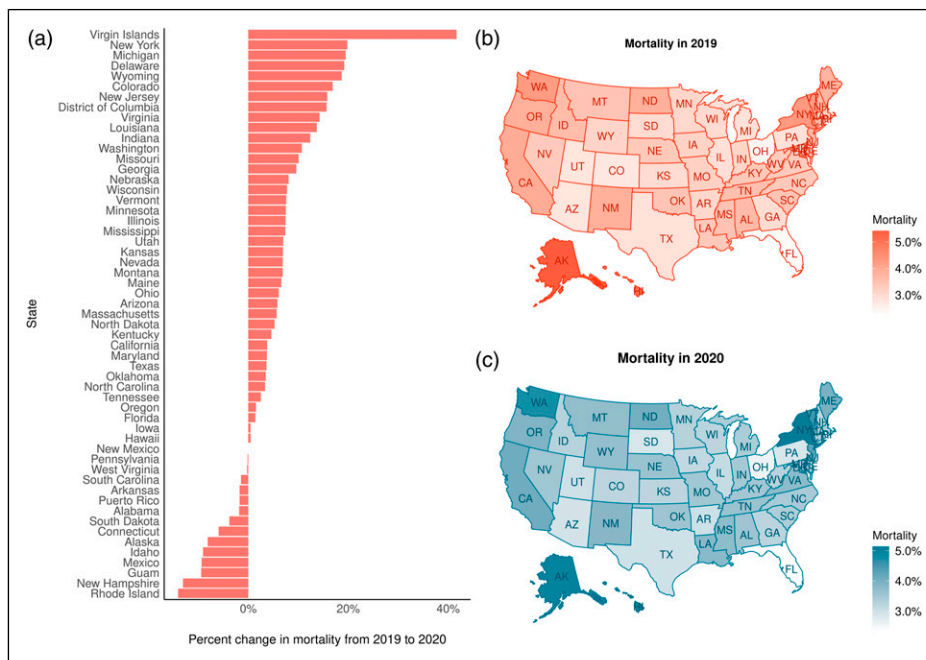 (a)
State
Virgin Islands
New York
Michigan
Delaware
Wyoming
Colorado
New Jersey
District of Columbia
Virginia
Louisiana
Indiana
Washington
Missouri
Georgia
Nebraska
Wisconsin
Vermont
Minnesota
Illinois
Mississippi
Utah
Kansas
Nevada
Montana
Maine
Ohio
Arizona
Massachusetts
North Dakota
Kentucky
California
Maryland
Texas
Oklahoma
North Carolina
Tennessee
Oregon
Florida
Iowa
Hawaii
New Mexico
Pennsylvania
West Virginia
South Carolina
Arkansas
Puerto Rico
Alabama
South Dakota
Connecticut
Alaska
Idaho
Mexico
Guam
New Hampshire
Rhode Island
0% 20% 40%
Percent change in mortality from 2019 to 2020
(b)
Mortality in 2019
WA MT ND MN ME
OR ID SD WI MI NY
WY NE IA PA
NV UT CO KS MO IL IN OH WV VA
CA KY
AZ NM OK AR TN NC
SC
TX LA MS AL GA
FL
AK HI
Mortality
5.0%
4.0%
3.0%
(c)
Mortality in 2020
WA MT ND MN ME
OR ID SD WI MI NY
WY NE IA PA
NV UT CO KS MO IL IN OH WV VA
CA KY
AZ NM OK AR TN NC
SC
TX LA MS AL GA
FL
AK
Mortality
5.0%
4.0%
3.0%